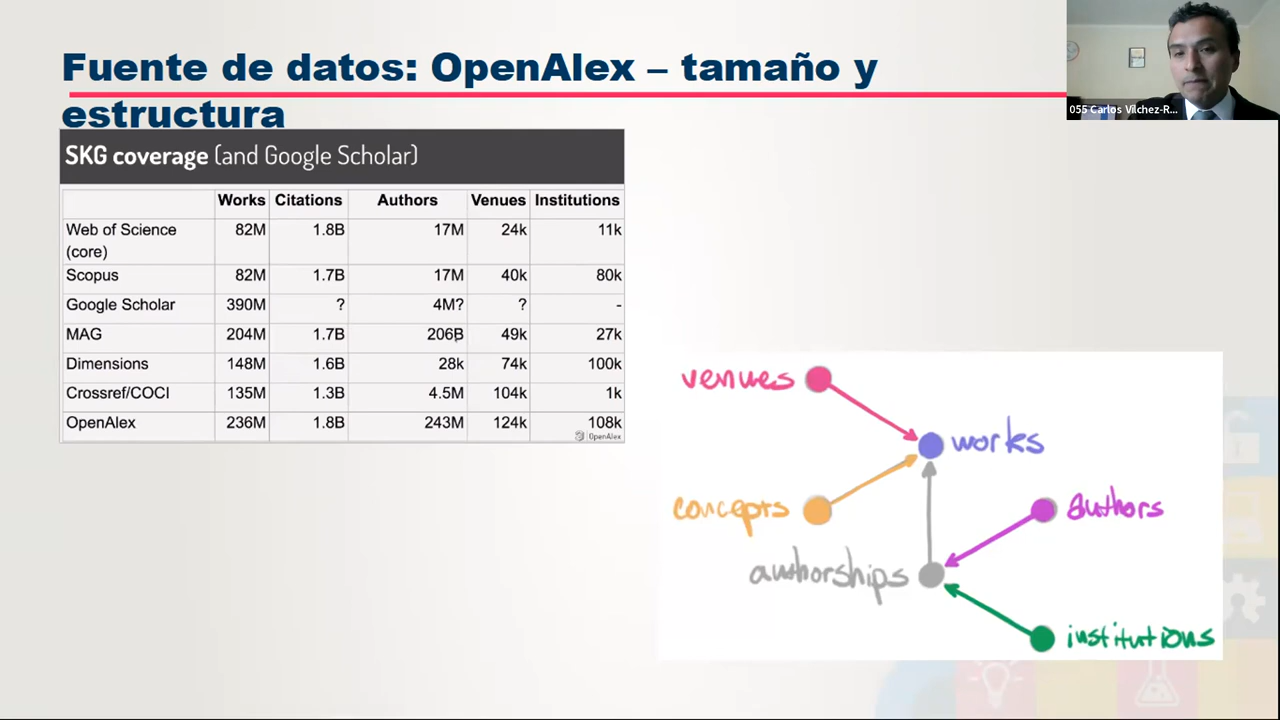 Fuente de datos: OpenAlex – tamaño y
estructura
055 Carlos Vilchez-R...
SKG coverage (and Google Scholar)
Works Citations Authors Venues Institutions
Web of Science (core) 82M 1.8B 17M 24k 11k
Scopus 82M 1.7B 17M 40k 80k
Google Scholar 390M ? 4M? ? -
MAG 204M 1.7B 206B 49k 27k
Dimensions 148M 1.6B 28k 74k 100k
Crossref/COCI 135M 1.3B 4.5M 104k 1k
OpenAlex 236M 1.8B 243M 124k 108k
OpenAlex
venues
works
concepts
authors
authorships
institutions